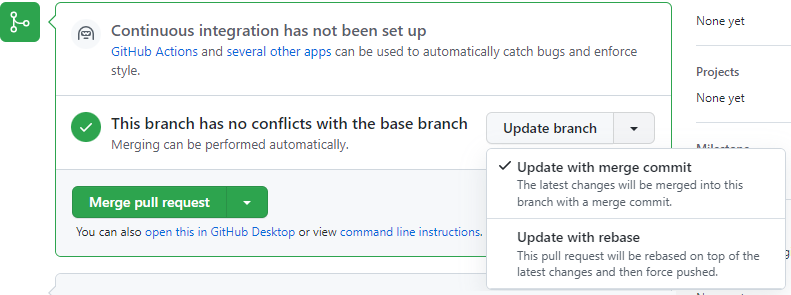 Continuous integration has not been set up
GitHub Actions and several other apps can be used to automatically catch bugs and enforce
style.
This branch has no conflicts with the base branch
Merging can be performed automatically.
Update branch
Update with merge commit
The latest changes will be merged into this
branch with a merge commit.
Update with rebase
This pull request will be rebased on top of the
latest changes and then force pushed.
Merge pull request
You can also open this in GitHub Desktop or view command line instructions.
None yet
Projects
None yet